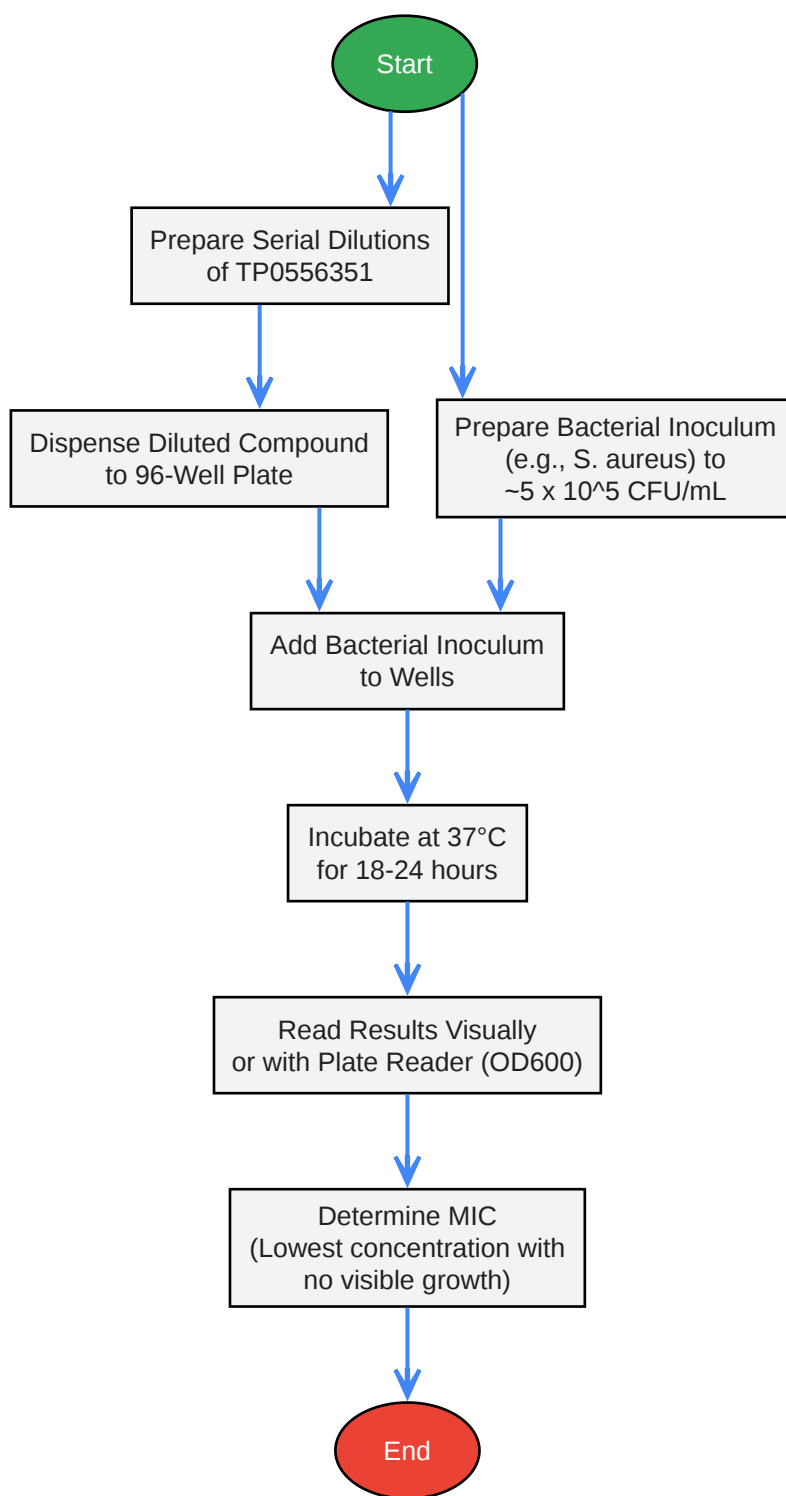 Start
Prepare Serial Dilutions
of TP0556351
Dispense Diluted Compound
to 96-Well Plate
Prepare Bacterial Inoculum
(e.g., S. aureus) to
~5 x 10^5 CFU/mL
Add Bacterial Inoculum
to Wells
Incubate at 37°C
for 18-24 hours
Read Results Visually
or with Plate Reader (OD600)
Determine MIC
(Lowest concentration with
no visible growth)
End